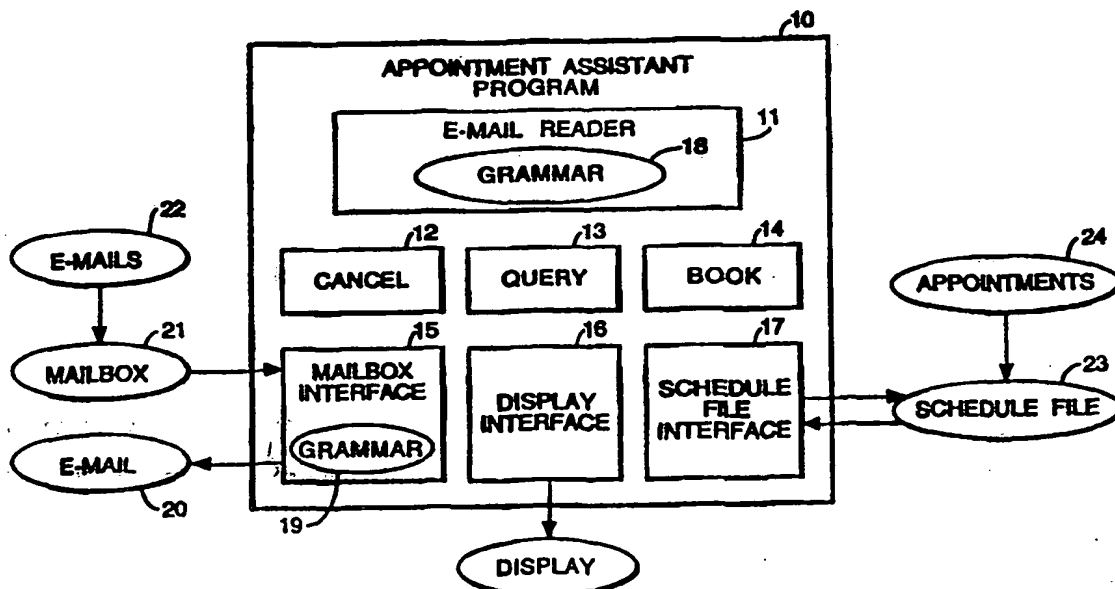 10
APPOINTMENT ASSISTANT
PROGRAM
E-MAIL READER
11
18
GRAMMAR
22
E-MAILS
12
CANCEL
13
QUERY
14
BOOK
24
APPOINTMENTS
21
MAILBOX
15
MAILBOX
INTERFACE
GRAMMAR
16
DISPLAY
INTERFACE
17
SCHEDULE
FILE
INTERFACE
23
SCHEDULE FILE
E-MAIL
20
19
DISPLAY